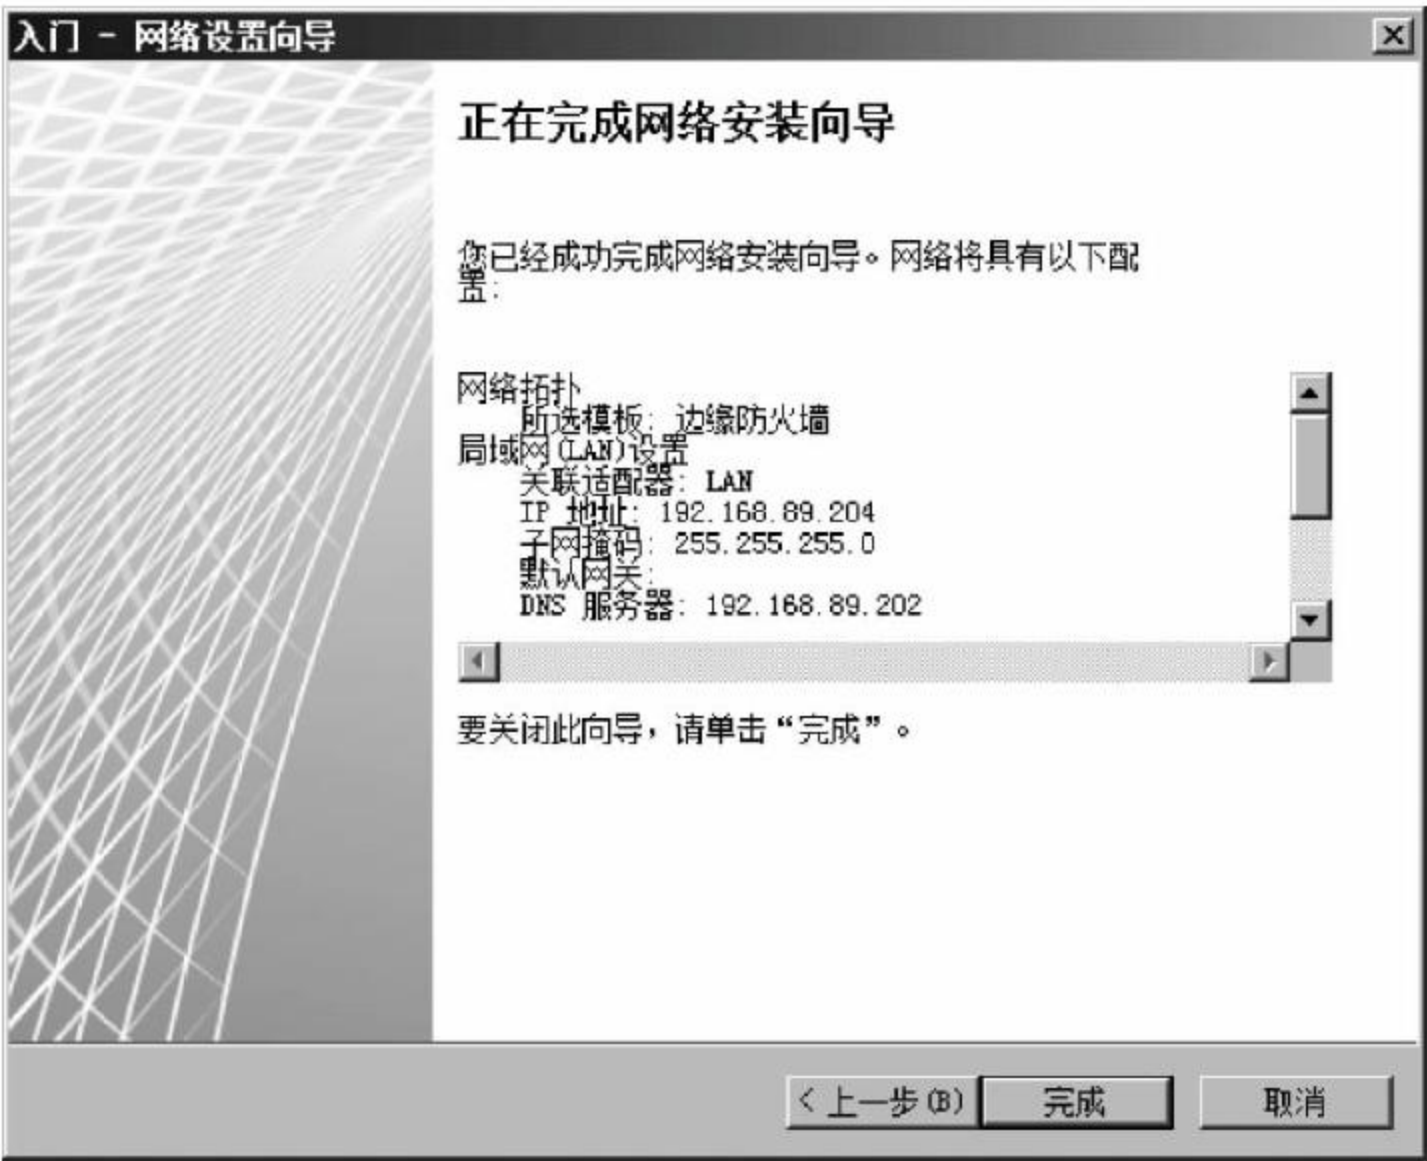 入门 - 网络设置向导
正在完成网络安装向导
您已经成功完成网络安装向导。网络将具有以下配
置:
网络拓扑
所选模板: 边缘防火墙
局域网(LAN)设置
关联适配器: LAN
IP 地址: 192.168.89.204
子网掩码: 255.255.255.0
默认网关:
DNS 服务器: 192.168.89.202
要关闭此向导，请单击“完成”。
< 上一步(B) 完成 取消